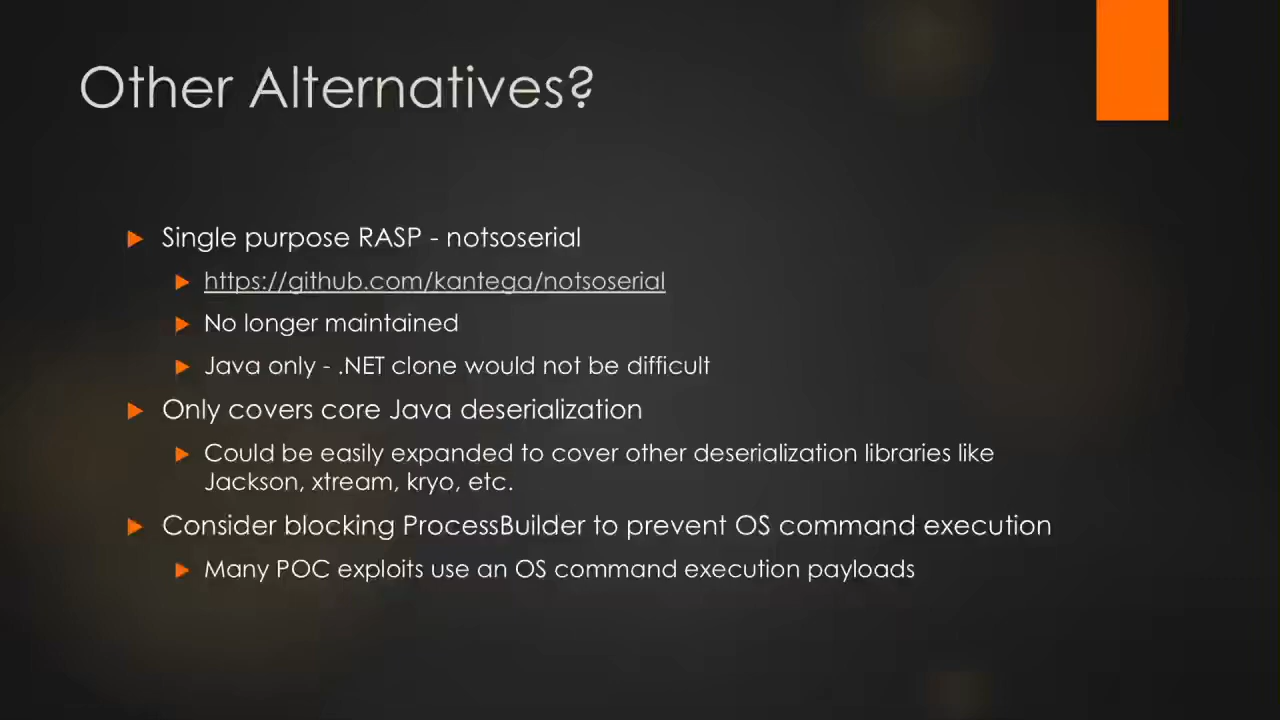 Other Alternatives?
Single purpose RASP - notsoserial
https://github.com/kantega/notsoserial
No longer maintained
Java only - .NET clone would not be difficult
Only covers core Java deserialization
Could be easily expanded to cover other deserialization libraries like
Jackson, xtream, kryo, etc.
Consider blocking ProcessBuilder to prevent OS command execution
Many POC exploits use an OS command execution payloads